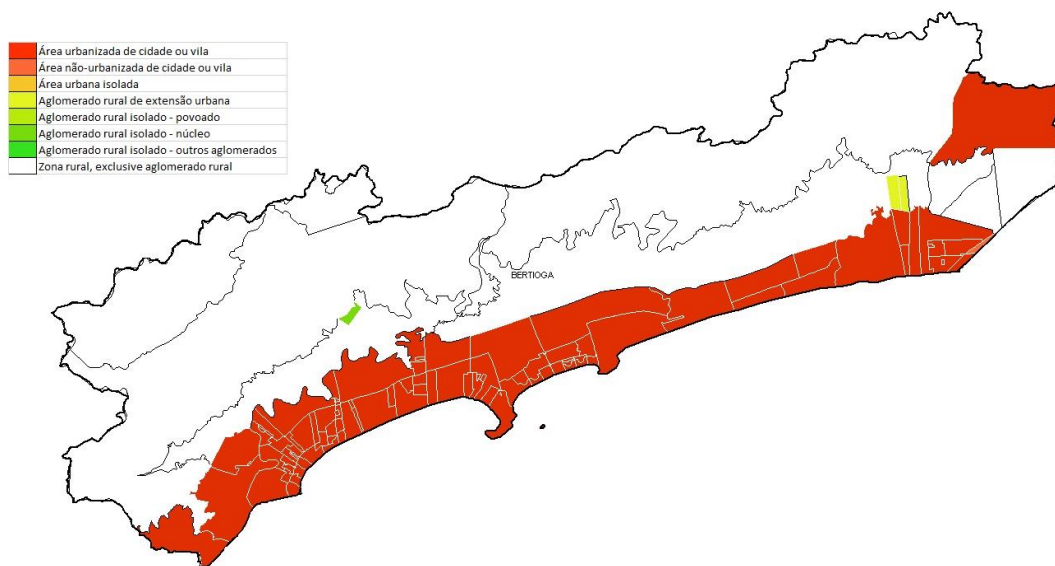 Área urbanizada de cidade ou vila
Área não-urbanizada de cidade ou vila
Área urbana isolada
Aglomerado rural de extensão urbana
Aglomerado rural isolado - povoado
Aglomerado rural isolado - núcleo
Aglomerado rural isolado - outros aglomerados
Zona rural, exclusive aglomerado rural
BERTIOGA